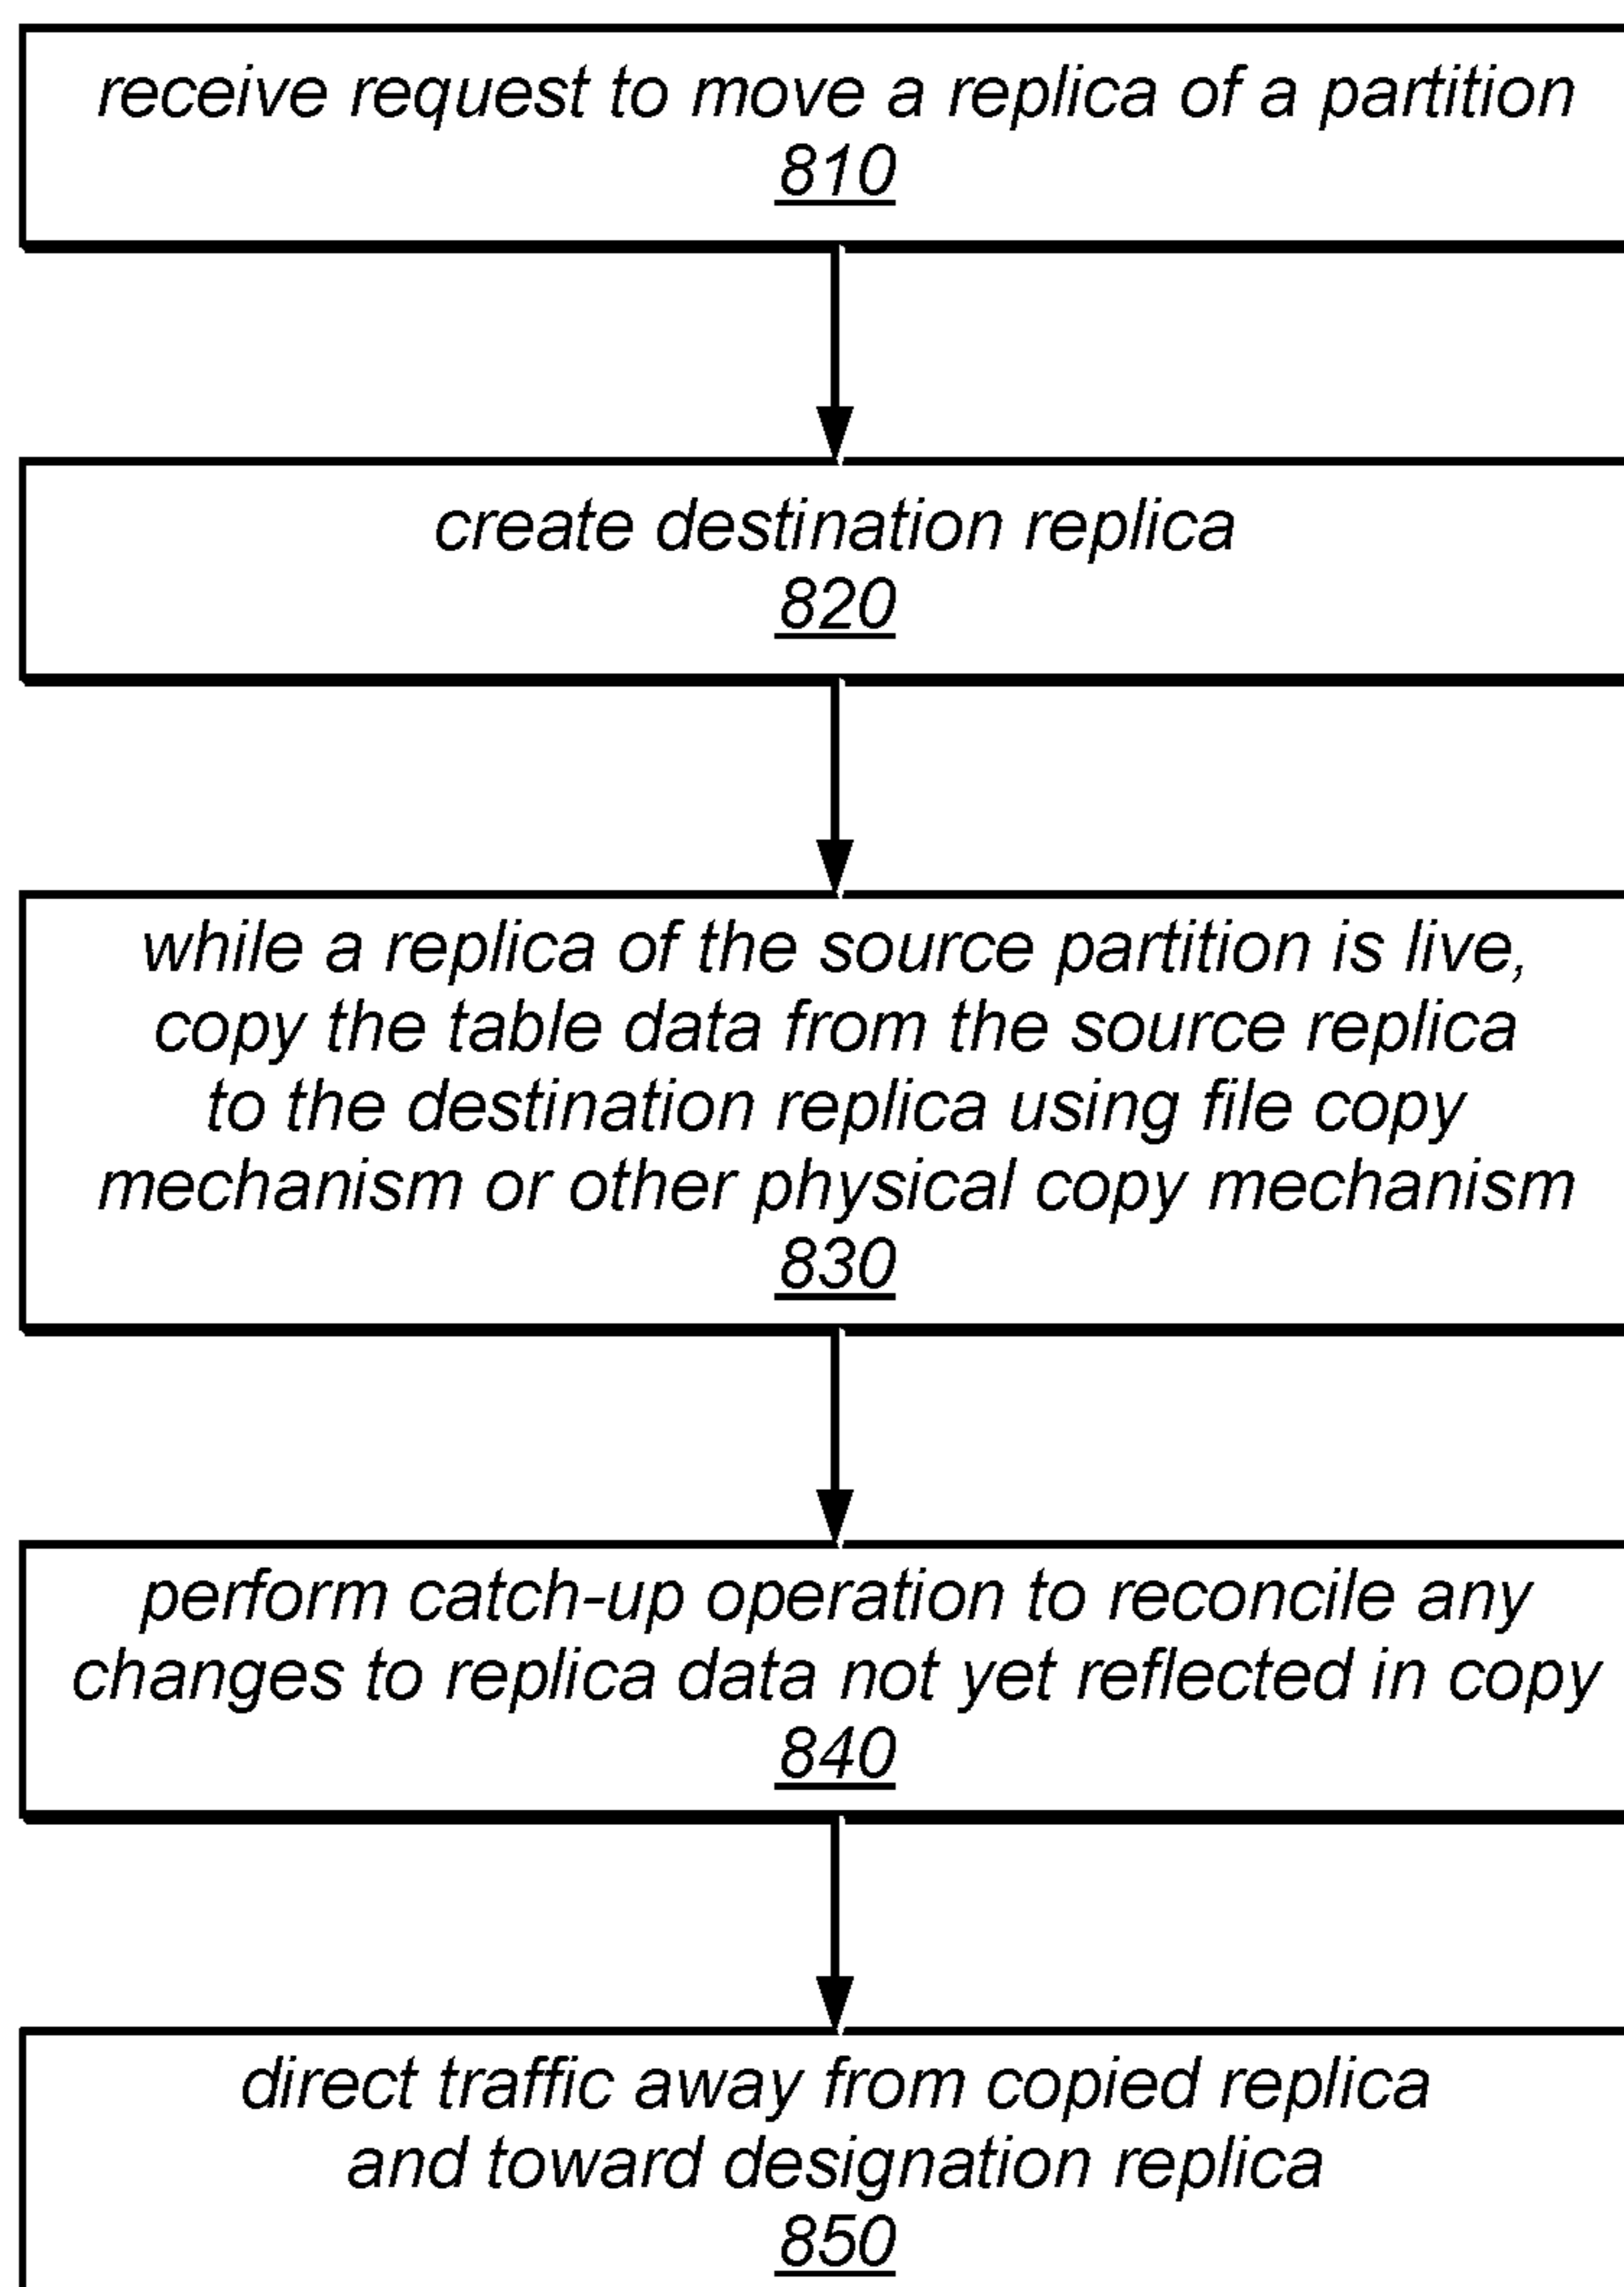 receive request to move a replica of a partition
810
create destination replica
820
while a replica of the source partition is live,
copy the table data from the source replica
to the destination replica using file copy
mechanism or other physical copy mechanism
830
perform catch-up operation to reconcile any
changes to replica data not yet reflected in copy
840
direct traffic away from copied replica
and toward designation replica
850